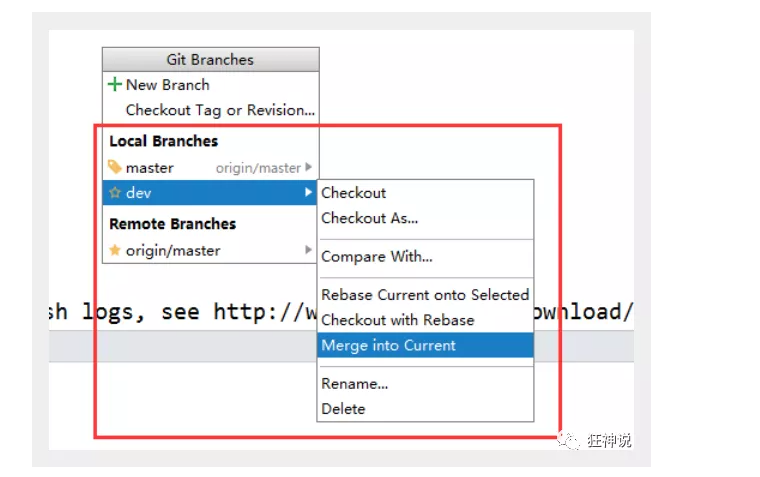 Git Branches
New Branch
Checkout Tag or Revision...
Local Branches
master origin/master
dev
Remote Branches
origin/master
Checkout
Checkout As...
Compare With...
Rebase Current onto Selected
Checkout with Rebase
Merge into Current
Rename...
Delete
sh logs, see http://w ownload/
狂神说